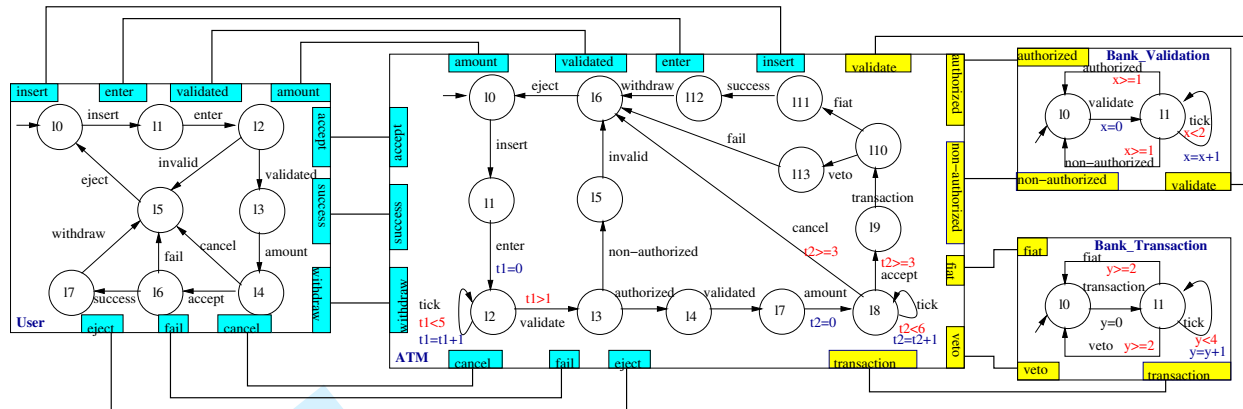 insert
enter
validated
amount
l0
insert
l1
enter
l2
invalid
validated
eject
l5
l3
withdraw
fail
cancel
amount
l7
success
l6
accept
l4
User
eject
fail
cancel
accept
success
withdraw
amount
validated
enter
insert
validate
accept
success
withdraw
l0
eject
l6
withdraw
l12
success
l11
fiat
insert
invalid
fail
l10
l13
veto
l1
l5
transaction
enter
t1=0
non-authorized
cancel
t2>=3
l9
t2>=3
accept
tick
t1<5
t1=t1+1
l2
t1>1
validate
l3
authorized
l4
validated
l7
amount
t2=0
l8
tick
t2<6
t2=t2+1
ATM
cancel
fail
eject
transaction
authorized
non-authorized
fiat
veto
Bank_Validation
authorized
authorized
x>=1
l0
validate
x=0
l1
tick
x<2
x=x+1
x>=1
non-authorized
non-authorized
validate
Bank_Transaction
fiat
fiat
y>=2
l0
transaction
y=0
l1
tick
y<4
y=y+1
veto
y>=2
veto
transaction